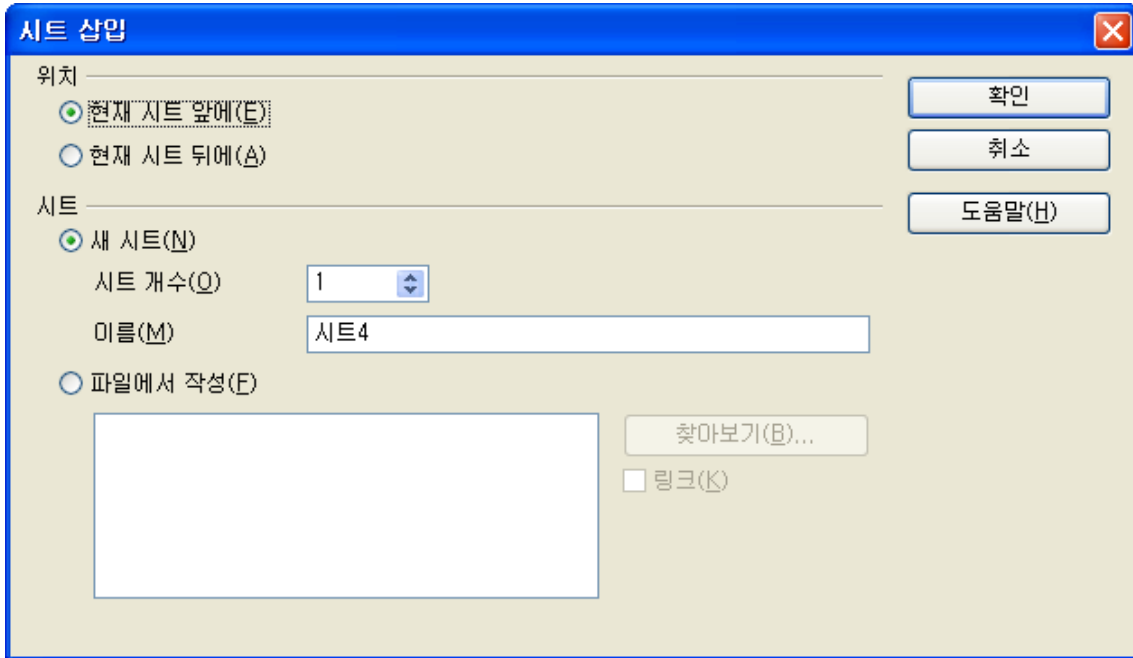 시트 삽입
위치
현재 시트 앞에(E)
현재 시트 뒤에(A)
확인
취소
도움말(H)
시트
새 시트(N)
시트 개수(O) 1
이름(M) 시트4
파일에서 작성(F)
찾아보기(B)...
링크(K)